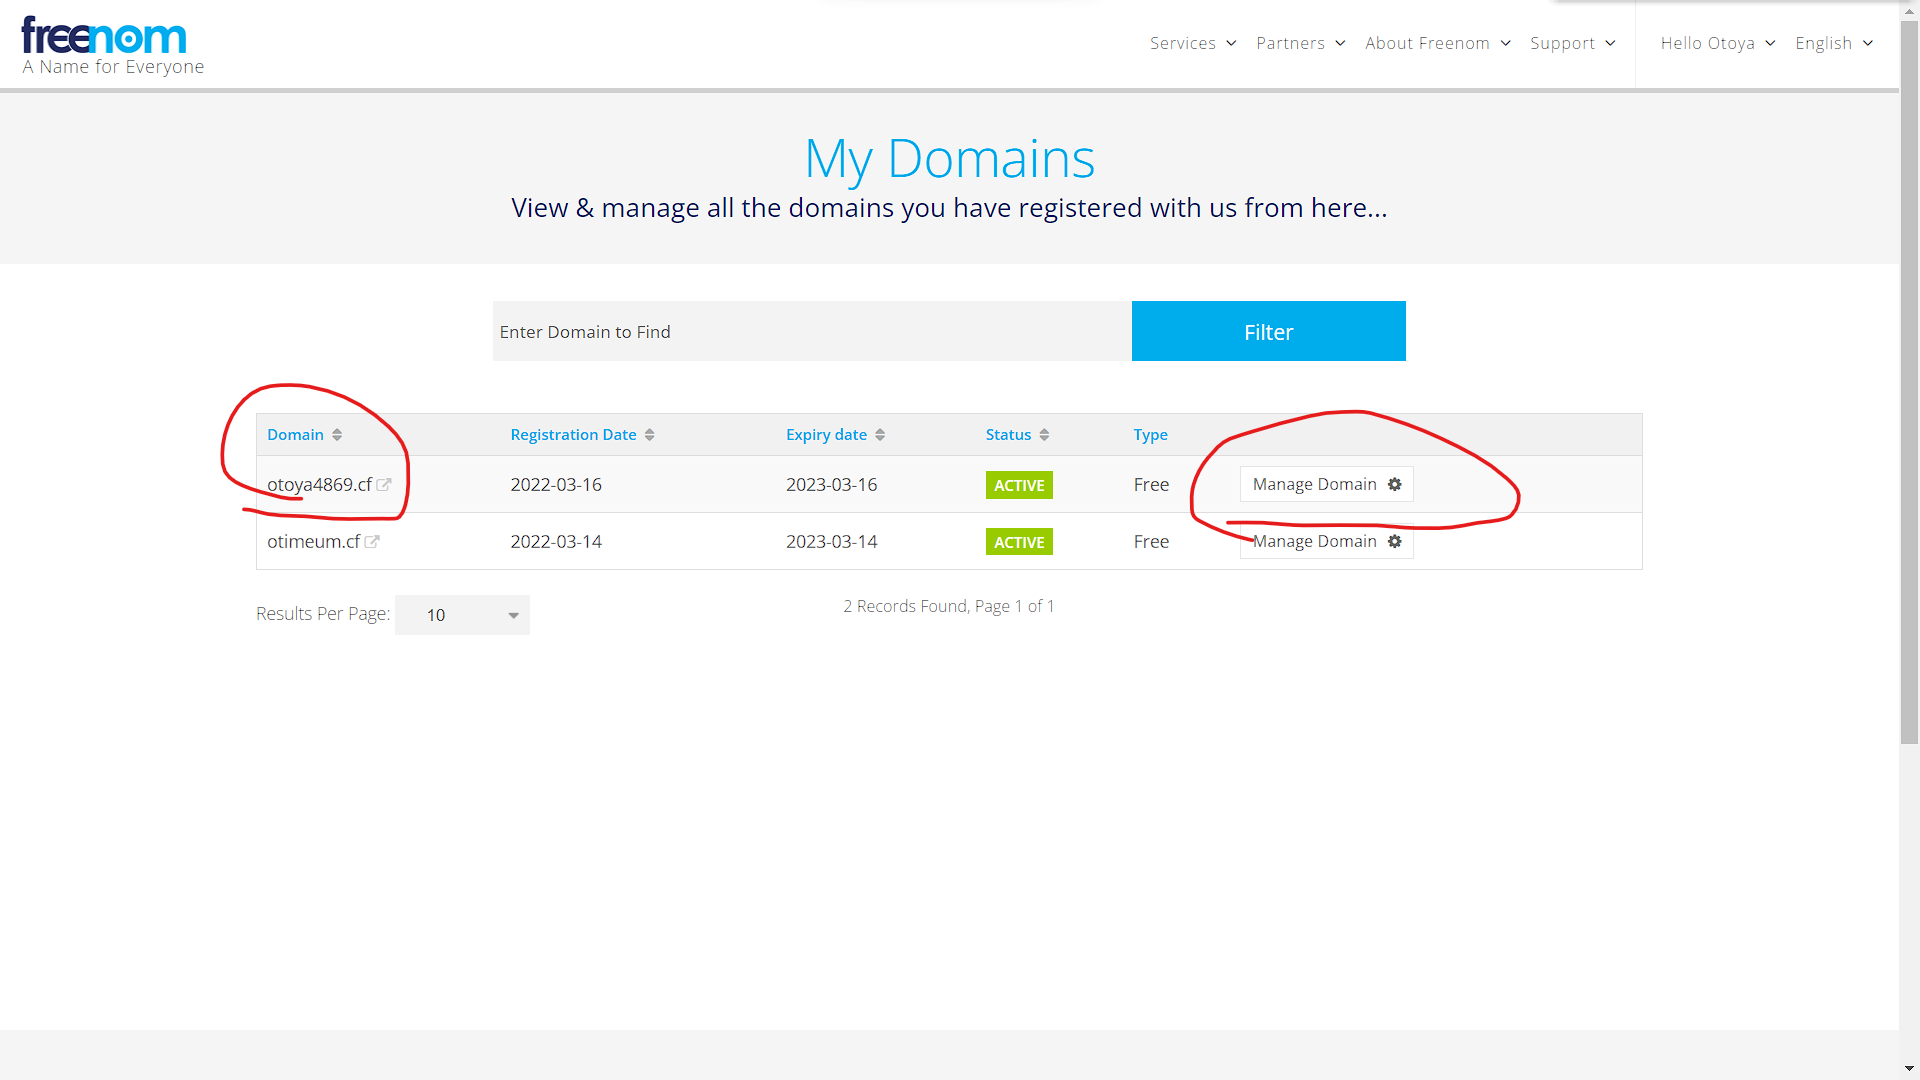 freenom
A Name for Everyone
Services Partners About Freenom Support Hello Otoya English
My Domains
View & manage all the domains you have registered with us from here...
Enter Domain to Find Filter
Domain Registration Date Expiry date Status Type
otoya4869.cf 2022-03-16 2023-03-16 ACTIVE Free Manage Domain
otimeum.cf 2022-03-14 2023-03-14 ACTIVE Free Manage Domain
Results Per Page: 10 2 Records Found, Page 1 of 1